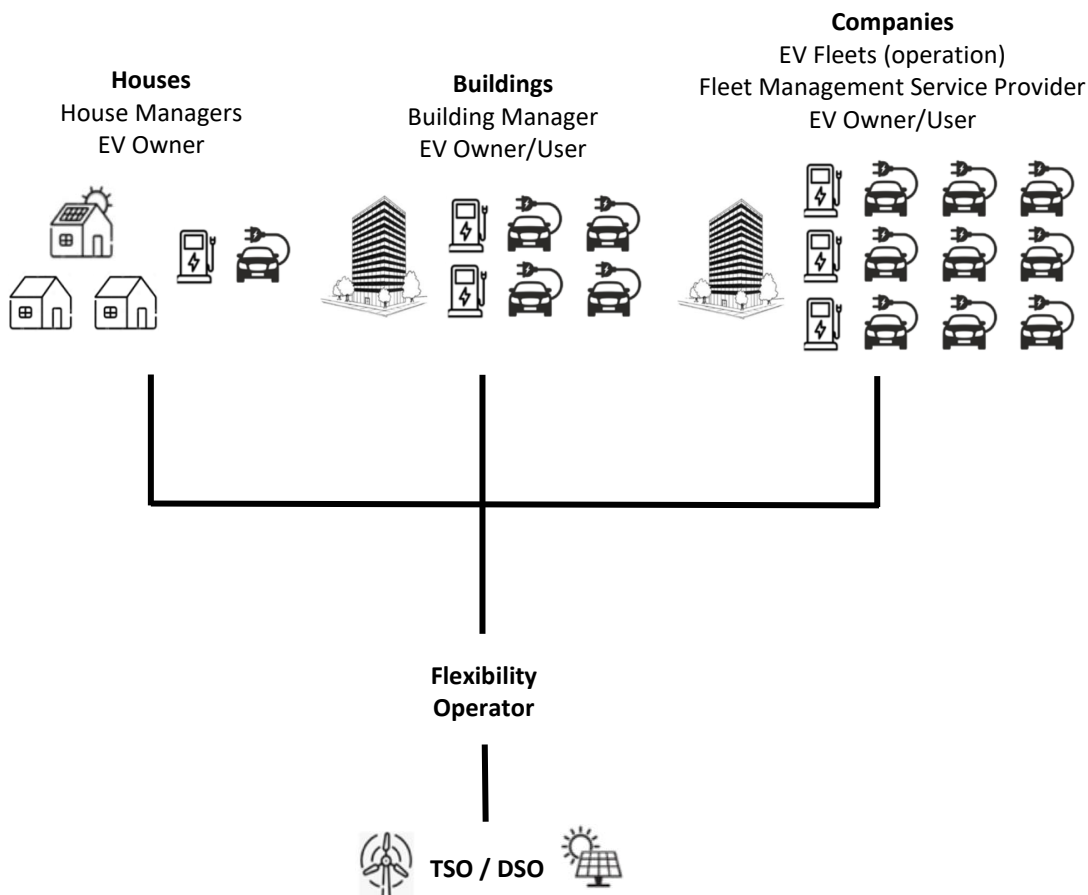 Houses
House Managers
EV Owner
Buildings
Building Manager
EV Owner/User
Companies
EV Fleets (operation)
Fleet Management Service Provider
EV Owner/User
Flexibility
Operator
TSO / DSO